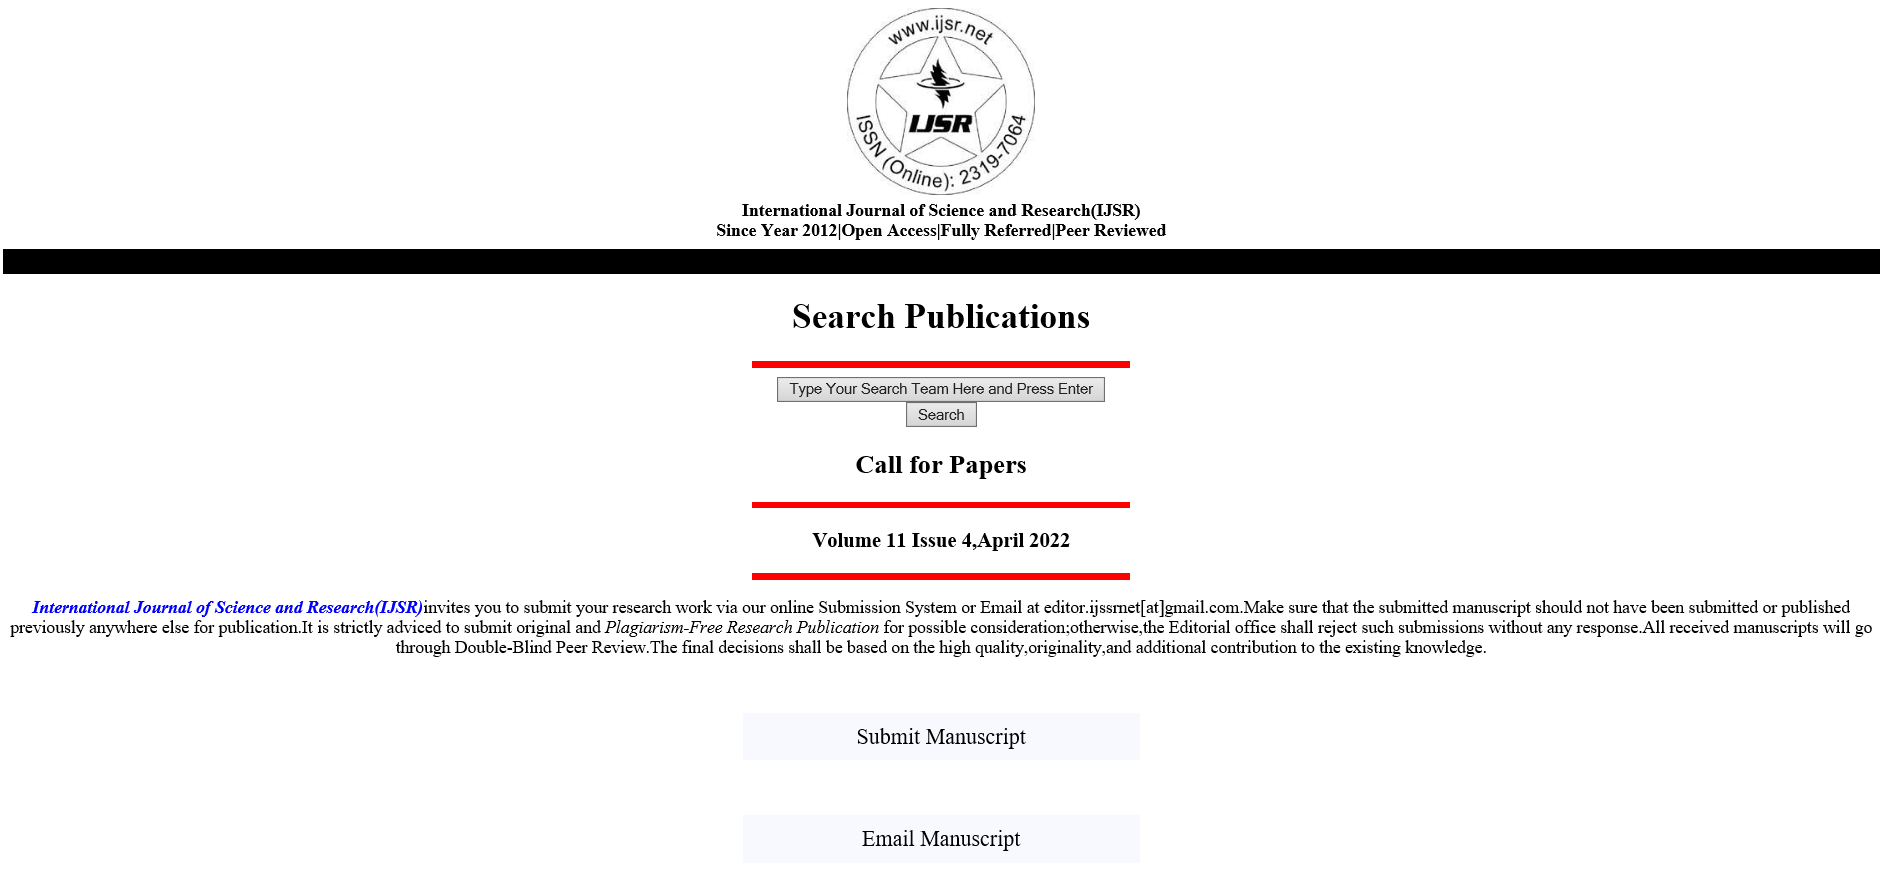 www.ijsr.net
IJSR
ISSN (Online): 2319-7064
International Journal of Science and Research(IJSR)
Since Year 2012|Open Access|Fully Referred|Peer Reviewed
Search Publications
Type Your Search Team Here and Press Enter
Search
Call for Papers
Volume 11 Issue 4,April 2022
International Journal of Science and Research(IJSR)invites you to submit your research work via our online Submission System or Email at editor.ijssrnet[at]gmail.com.Make sure that the submitted manuscript should not have been submitted or published
previously anywhere else for publication.It is strictly adviced to submit original and Plagiarism-Free Research Publication for possible consideration;otherwise,the Editorial office shall reject such submissions without any response.All received manuscripts will go
through Double-Blind Peer Review.The final decisions shall be based on the high quality,originality,and additional contribution to the existing knowledge.
Submit Manuscript
Email Manuscript